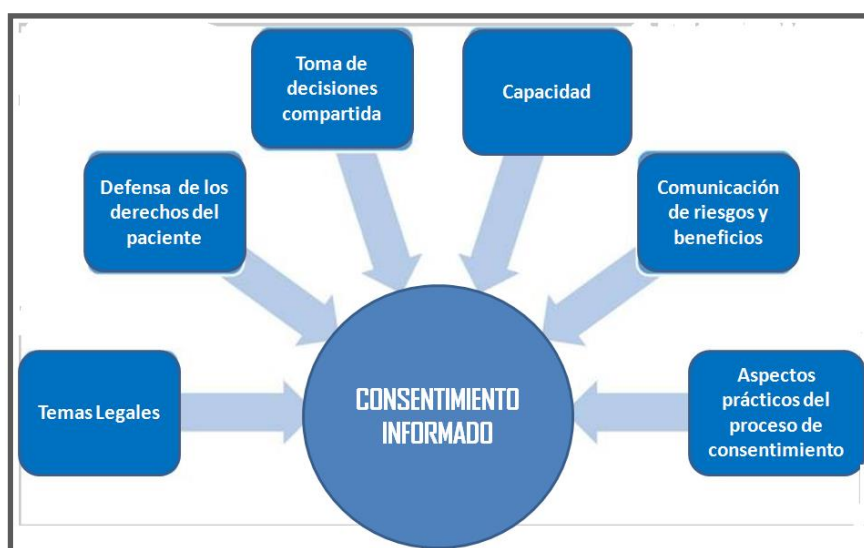 Toma de
decisiones
compartida
Capacidad
Defensa de los
derechos del
paciente
Comunicación
de riesgos y
beneficios
Temas Legales
CONSENTIMIENTO
INFORMADO
Aspectos
prácticos del
proceso de
consentimiento